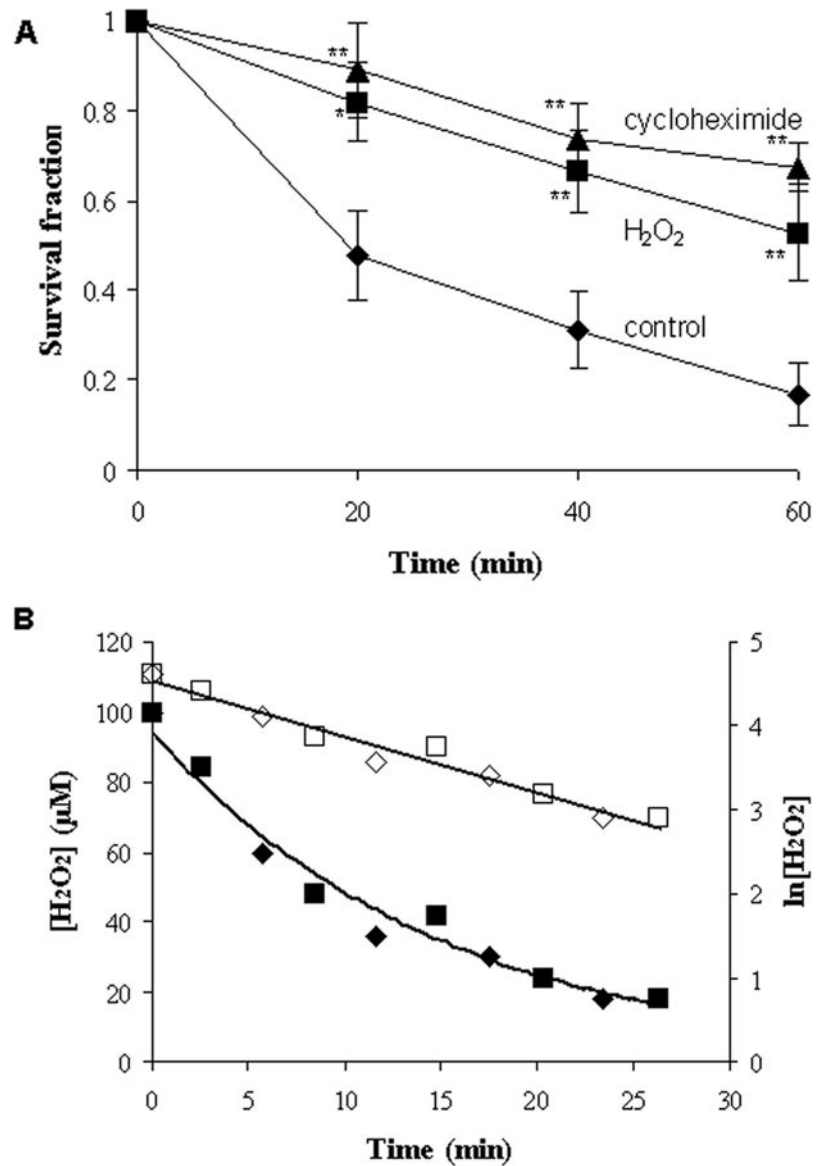 A
Survival fraction
1
0.8
0.6
0.4
0.2
0
**
*
**
**
**
**
cycloheximide
H₂O₂
control
0 20 40 60
Time (min)
B
[H₂O₂] (µM)
120
100
80
60
40
20
0
5
4
3
2
1
0
ln[H₂O₂]
0 5 10 15 20 25 30
Time (min)